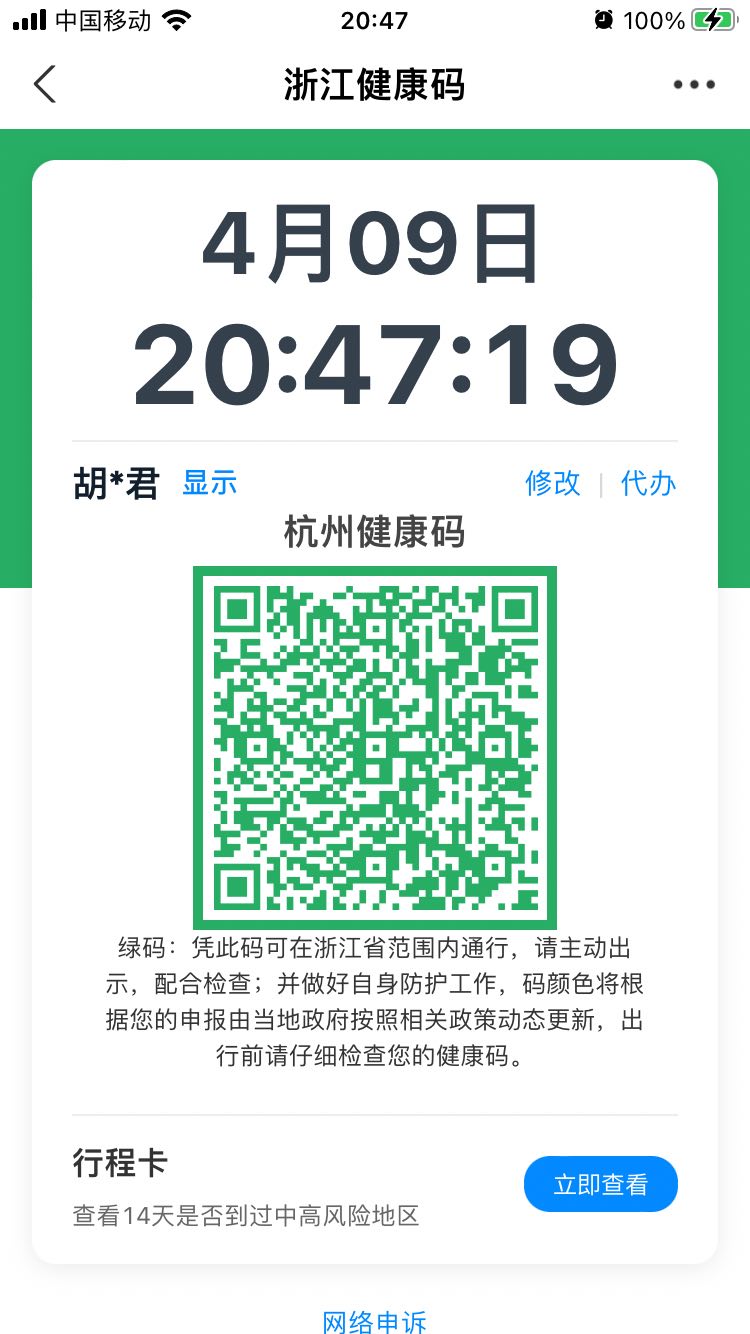 中国移动 20:47 100%
浙江健康码
4月09日
20:47:19
胡*君 显示 修改 | 代办
杭州健康码
绿码：凭此码可在浙江省范围内通行，请主动出
示，配合检查；并做好自身防护工作，码颜色将根
据您的申报由当地政府按照相关政策动态更新，出
行前请仔细检查您的健康码。
行程卡
立即查看
查看14天是否到过中高风险地区
网络申诉